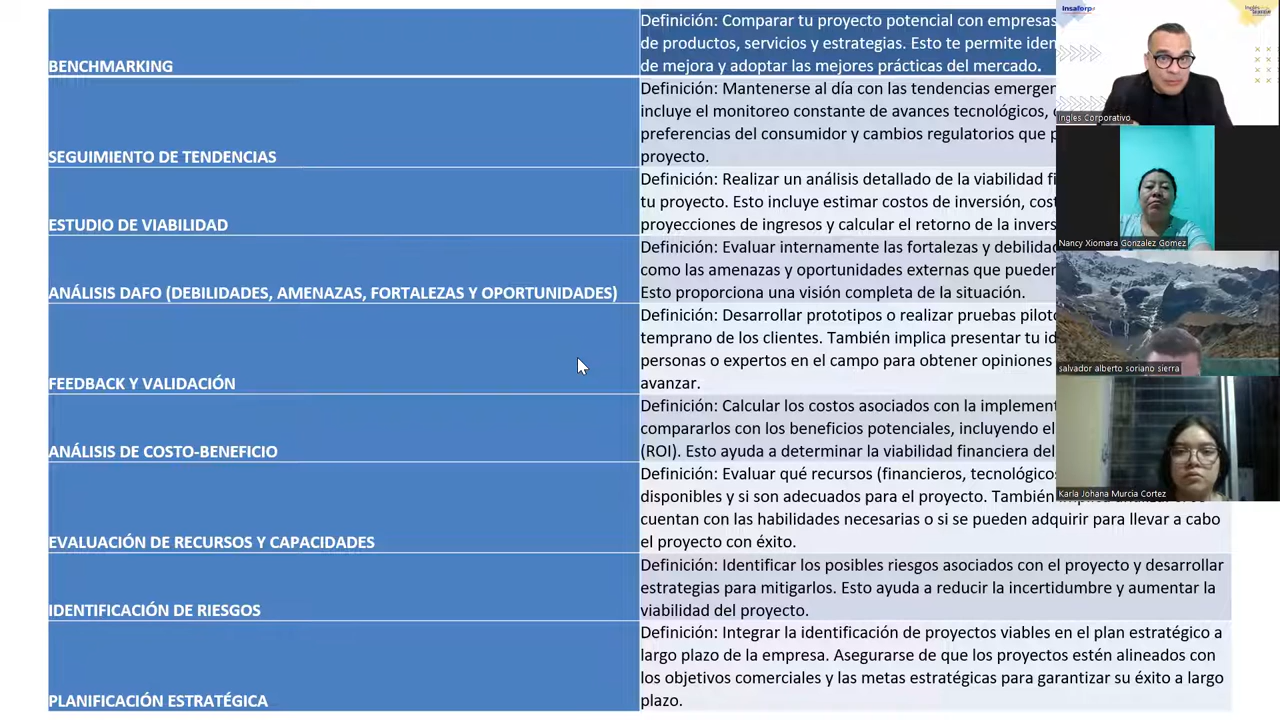 BENCHMARKING
Definición: Comparar tu proyecto potencial con empresas
de productos, servicios y estrategias. Esto te permite iden
de mejora y adoptar las mejores prácticas del mercado.
SEGUIMIENTO DE TENDENCIAS
Definición: Mantenerse al día con las tendencias emergen
incluye el monitoreo constante de avances tecnológicos,
preferencias del consumidor y cambios regulatorios que p
proyecto.
ESTUDIO DE VIABILIDAD
Definición: Realizar un análisis detallado de la viabilidad fi
tu proyecto. Esto incluye estimar costos de inversión, cost
proyecciones de ingresos y calcular el retorno de la invers
ANÁLISIS DAFO (DEBILIDADES, AMENAZAS, FORTALEZAS Y OPORTUNIDADES)
Definición: Evaluar internamente las fortalezas y debilidad
como las amenazas y oportunidades externas que pueden
Esto proporciona una visión completa de la situación.
FEEDBACK Y VALIDACIÓN
Definición: Desarrollar prototipos o realizar pruebas piloto
temprano de los clientes. También implica presentar tu id
personas o expertos en el campo para obtener opiniones
avanzar.
ANÁLISIS DE COSTO-BENEFICIO
Definición: Calcular los costos asociados con la implement
compararlos con los beneficios potenciales, incluyendo el
(ROI). Esto ayuda a determinar la viabilidad financiera del
EVALUACIÓN DE RECURSOS Y CAPACIDADES
Definición: Evaluar qué recursos (financieros, tecnológicos
disponibles y si son adecuados para el proyecto. También
cuentan con las habilidades necesarias o si se pueden adquirir para llevar a cabo
el proyecto con éxito.
IDENTIFICACIÓN DE RIESGOS
Definición: Identificar los posibles riesgos asociados con el proyecto y desarrollar
estrategias para mitigarlos. Esto ayuda a reducir la incertidumbre y aumentar la
viabilidad del proyecto.
PLANIFICACIÓN ESTRATÉGICA
Definición: Integrar la identificación de proyectos viables en el plan estratégico a
largo plazo de la empresa. Asegurarse de que los proyectos estén alineados con
los objetivos comerciales y las metas estratégicas para garantizar su éxito a largo
plazo.
insaforp
Ingles Corporativo
Nancy Xiomara Gonzalez Gomez
salvador alberto soriano sierra
Karla Johana Murcia Cortez